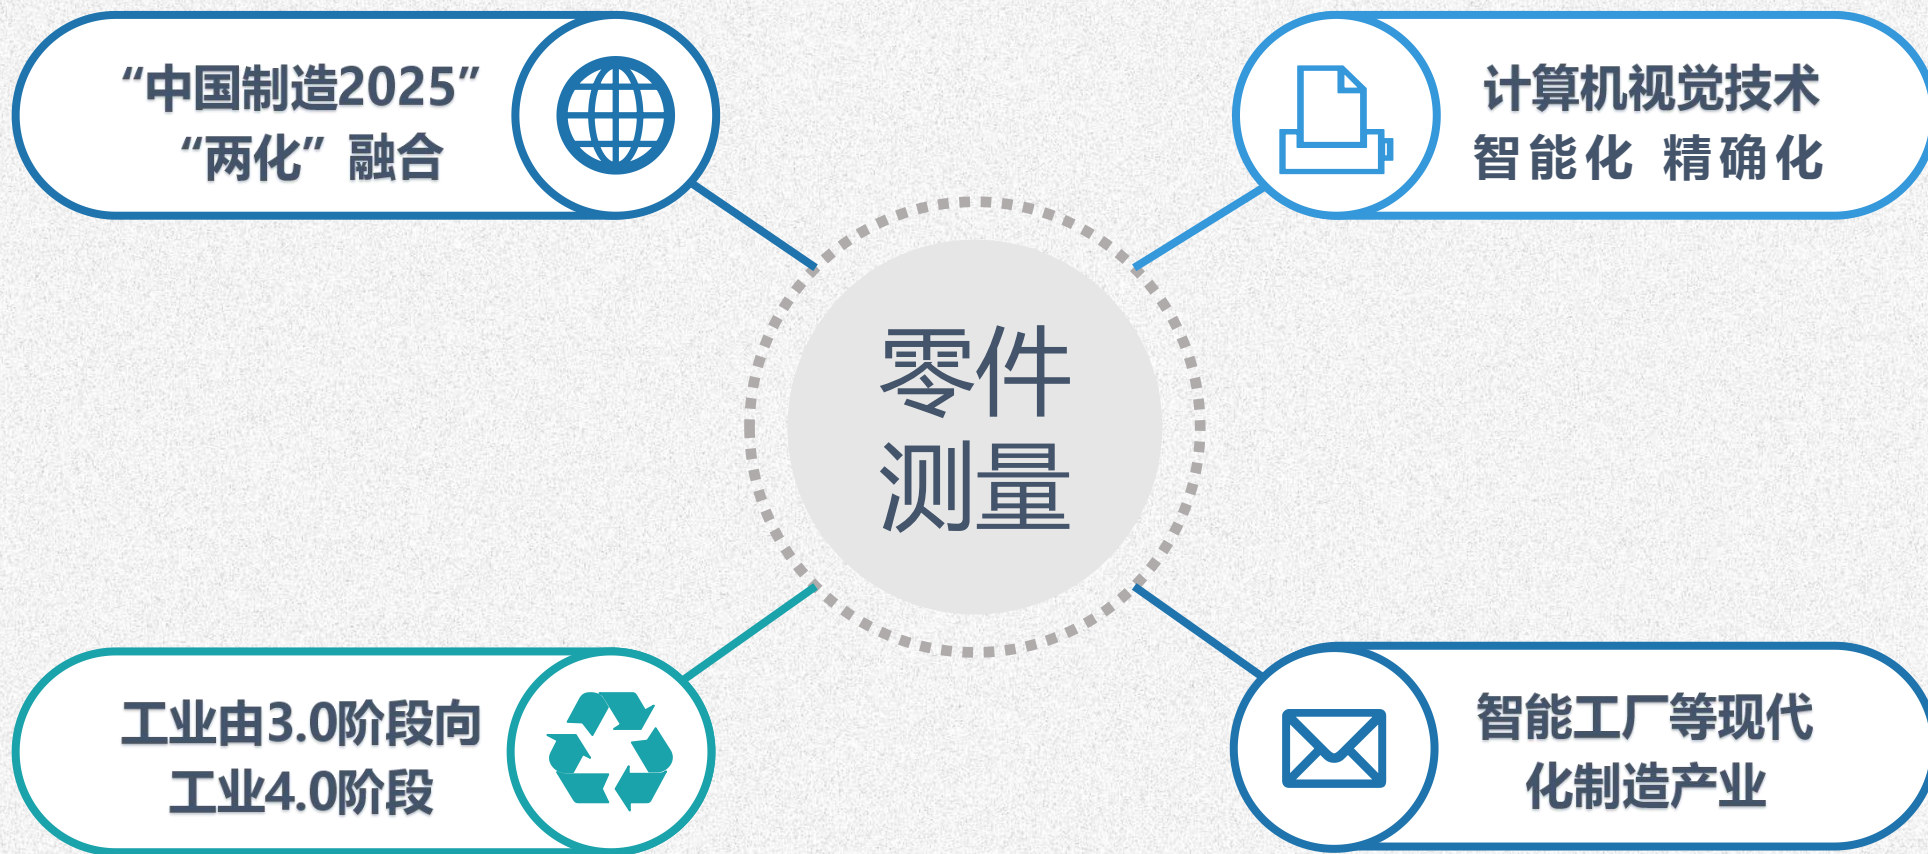 “中国制造2025”
“两化” 融合
计算机视觉技术
智能化 精确化
零件
测量
工业由3.0阶段向
工业4.0阶段
智能工厂等现代
化制造产业